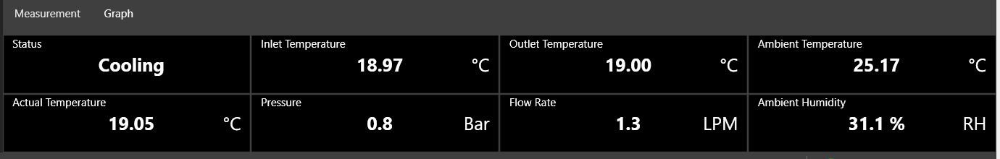 Measurement Graph
Status Inlet Temperature Outlet Temperature Ambient Temperature
Cooling 18.97 °C 19.00 °C 25.17 °C
Actual Temperature Pressure Flow Rate Ambient Humidity
19.05 °C 0.8 Bar 1.3 LPM 31.1 % RH